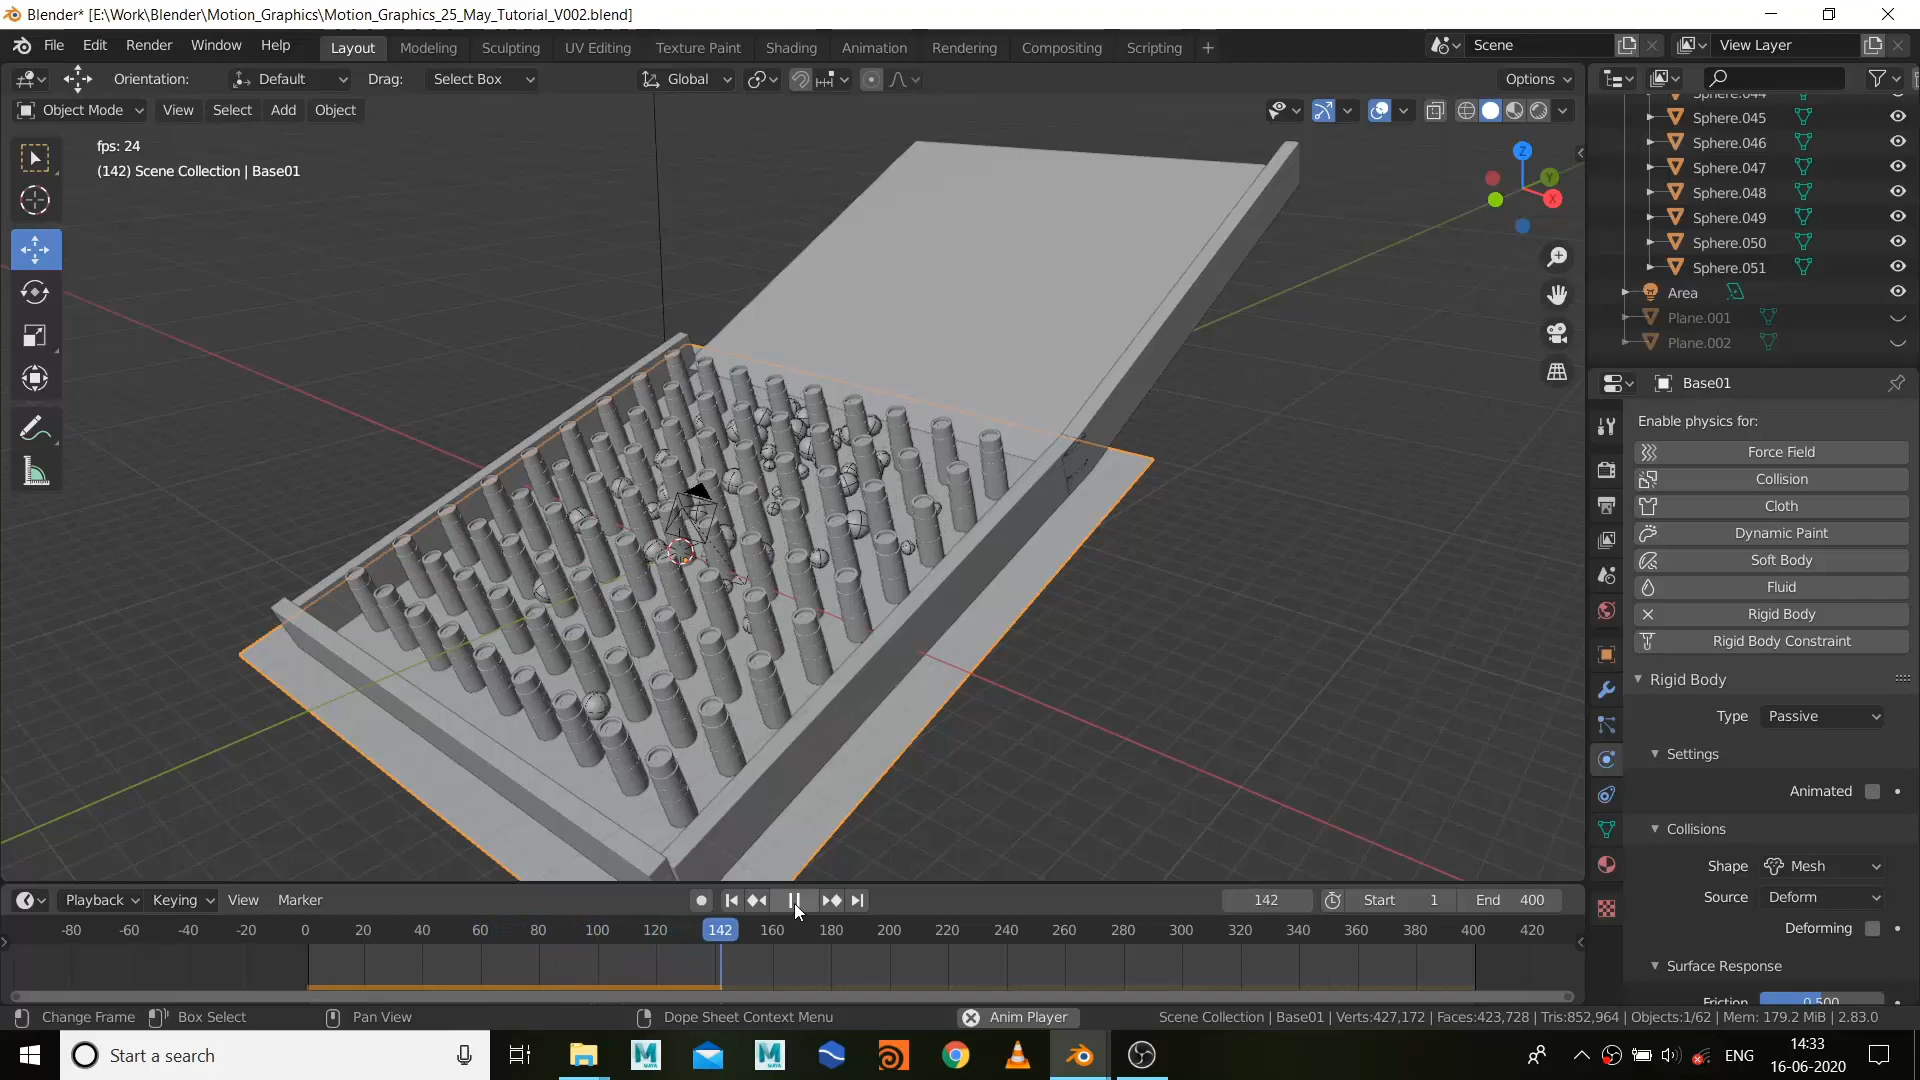 Blender* [E:\Work\Blender\Motion_Graphics\Motion_Graphics_25_May_Tutorial_V002.blend]
File Edit Render Window Help Layout Modeling Sculpting UV Editing Texture Paint Shading Animation Rendering Compositing Scripting + Scene View Layer
Orientation: Default Drag: Select Box Global Options
Object Mode View Select Add Object
fps: 24
(142) Scene Collection | Base01
Z
Y
X
Sphere.044
Sphere.045
Sphere.046
Sphere.047
Sphere.048
Sphere.049
Sphere.050
Sphere.051
Area
Plane.001
Plane.002
Base01
Enable physics for:
Force Field
Collision
Cloth
Dynamic Paint
Soft Body
Fluid
Rigid Body
Rigid Body Constraint
Rigid Body
Type Passive
Settings
Animated
Collisions
Shape Mesh
Source Deform
Deforming
Surface Response
Friction 0.500
Playback Keying View Marker 142 Start 1 End 400
-80 -60 -40 -20 0 20 40 60 80 100 120 142 160 180 200 220 240 260 280 300 320 340 360 380 400 420
Change Frame Box Select Pan View Dope Sheet Context Menu Anim Player Scene Collection | Base01 | Verts:427,172 | Faces:423,728 | Tris:852,964 | Objects:1/62 | Mem: 179.2 MiB | 2.83.0
Start a search ENG 14:33
16-06-2020